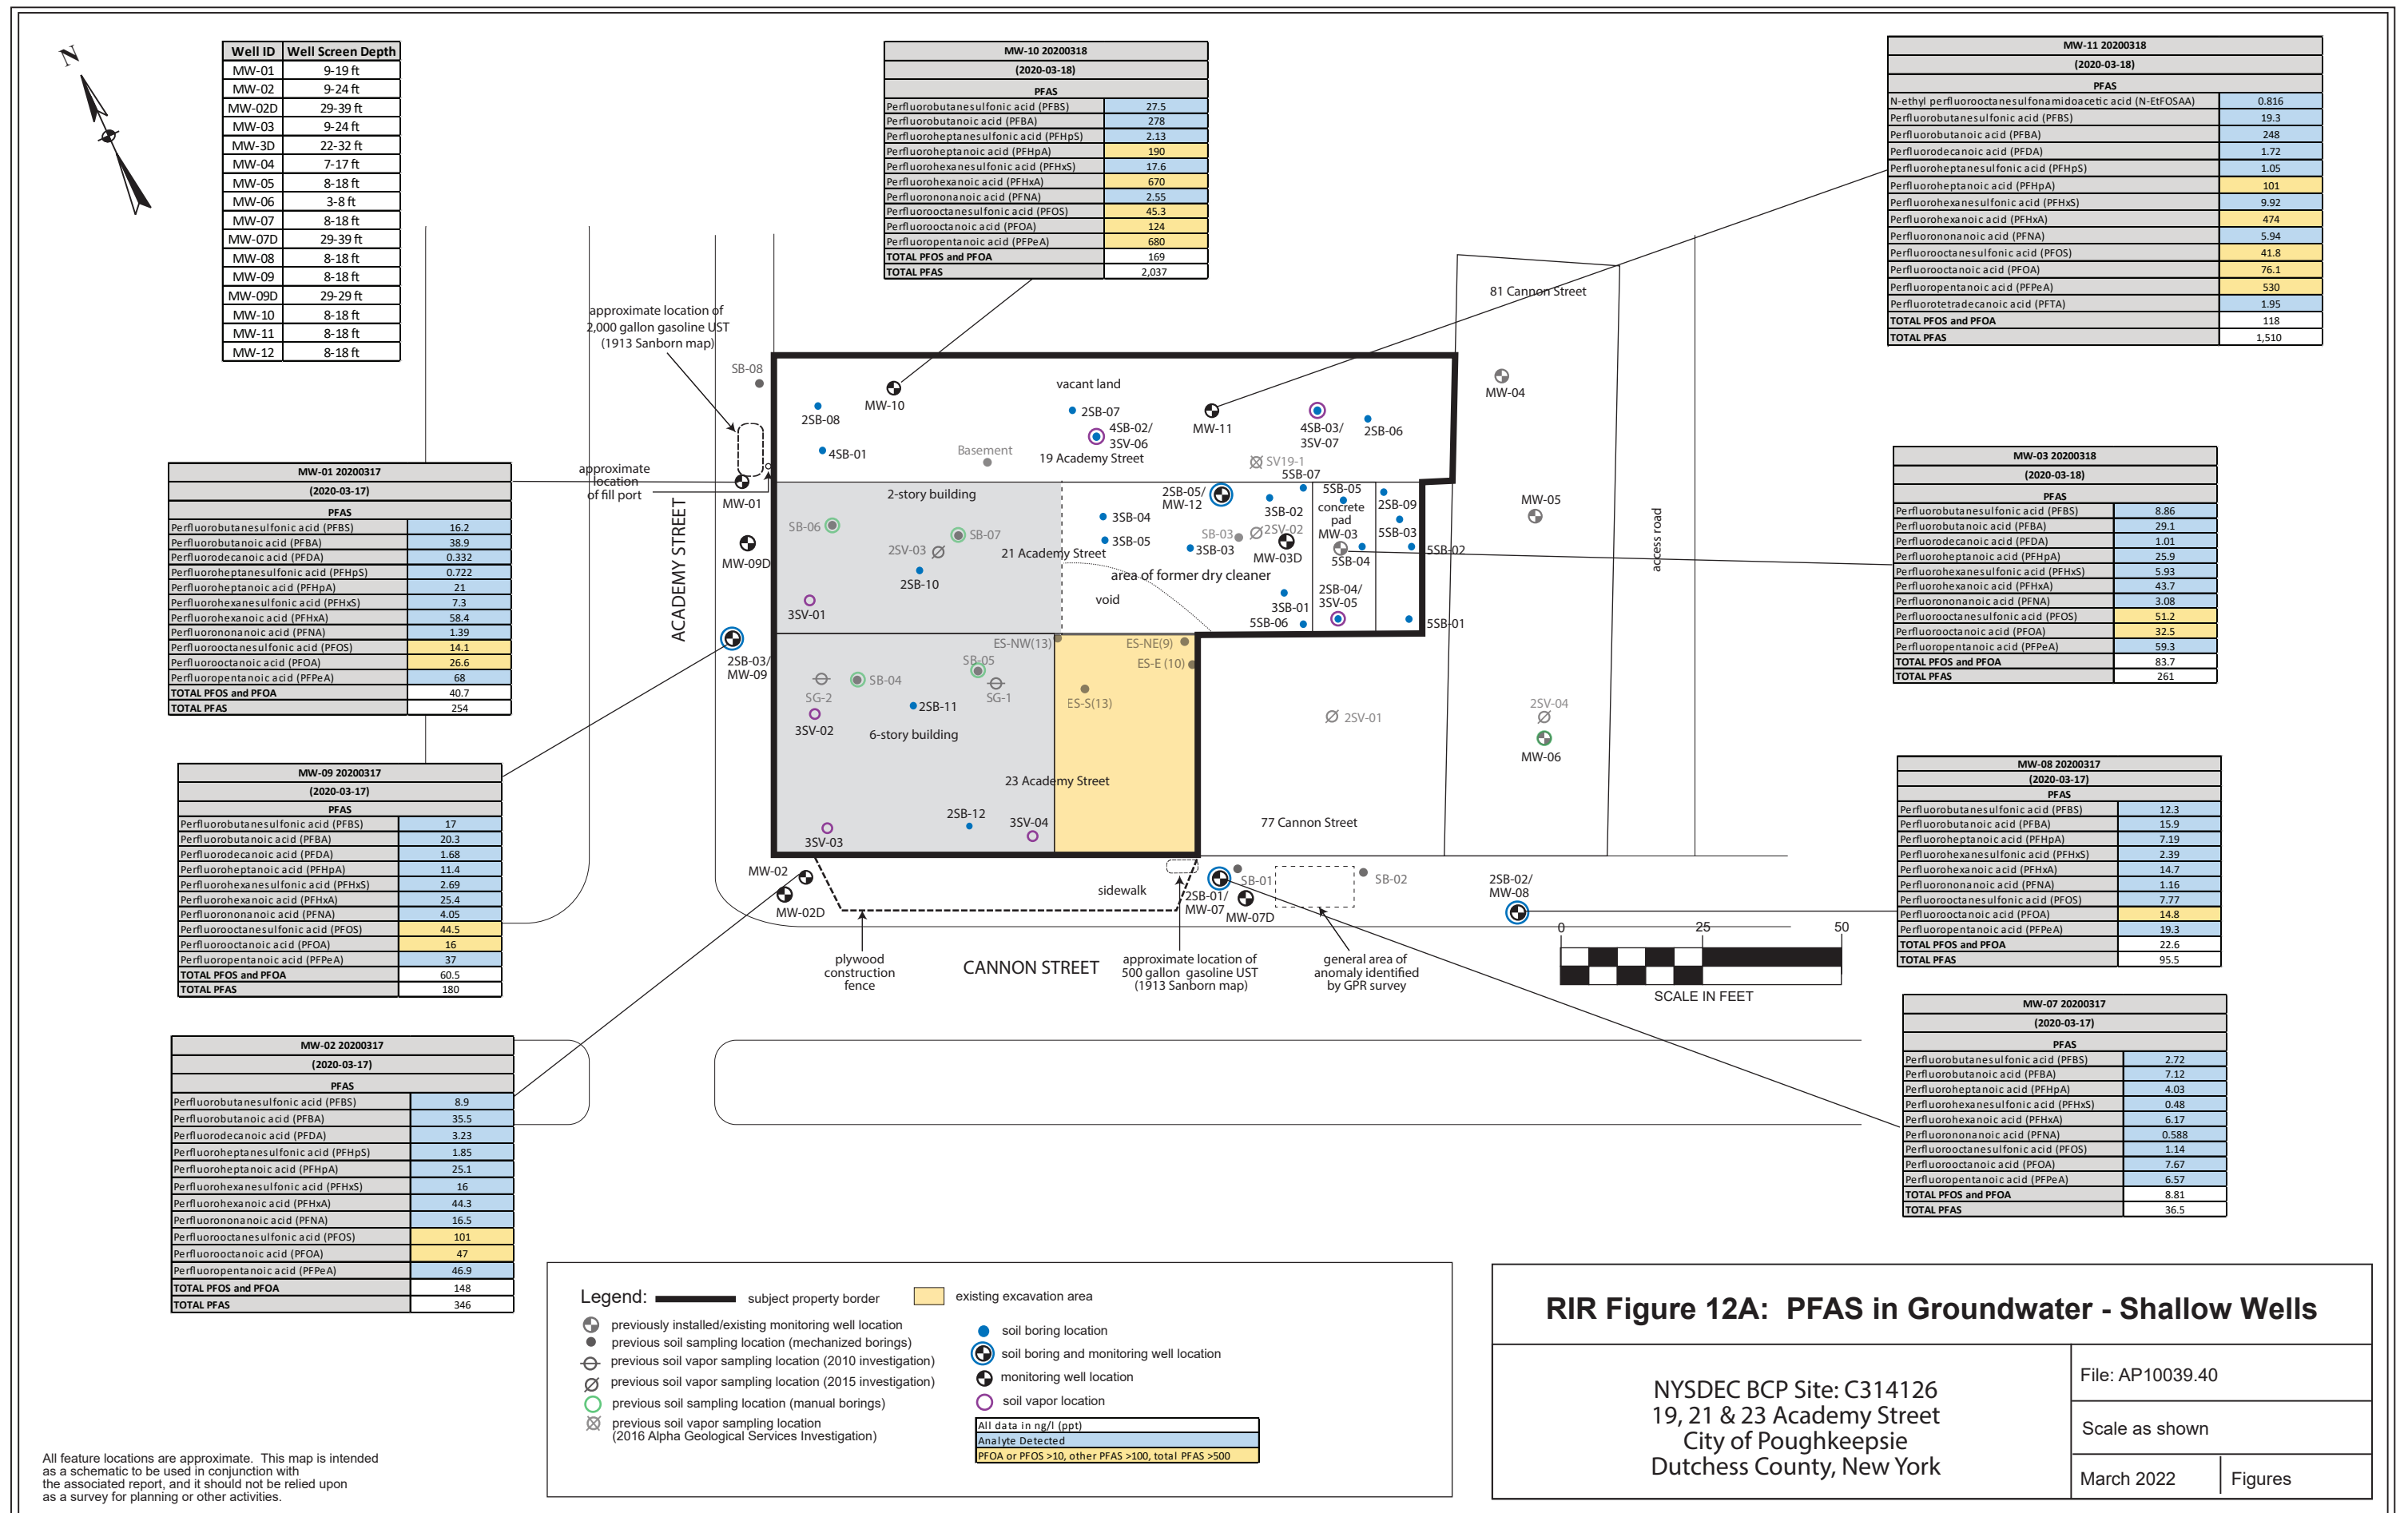 N
Well ID Well Screen Depth
MW-01 9-19 ft
MW-02 9-24 ft
MW-02D 29-39 ft
MW-03 9-24 ft
MW-3D 22-32 ft
MW-04 7-17 ft
MW-05 8-18 ft
MW-06 3-8 ft
MW-07 8-18 ft
MW-07D 29-39 ft
MW-08 8-18 ft
MW-09 8-18 ft
MW-09D 29-29 ft
MW-10 8-18 ft
MW-11 8-18 ft
MW-12 8-18 ft
MW-10 20200318
(2020-03-18)
PFAS
Perfluorobutanesulfonic acid (PFBS) 27.5
Perfluorobutanoic acid (PFBA) 278
Perfluoroheptanesulfonic acid (PFHpS) 2.13
Perfluoroheptanoic acid (PFHpA) 190
Perfluorohexanesulfonic acid (PFHxS) 17.6
Perfluorohexanoic acid (PFHxA) 670
Perfluorononanoic acid (PFNA) 2.55
Perfluorooctanesulfonic acid (PFOS) 45.3
Perfluorooctanoic acid (PFOA) 124
Perfluoropentanoic acid (PFPeA) 680
TOTAL PFOS and PFOA 169
TOTAL PFAS 2,037
MW-11 20200318
(2020-03-18)
PFAS
N-ethyl perfluorooctanesulfonamidoacetic acid (N-EtFOSAA) 0.816
Perfluorobutanesulfonic acid (PFBS) 19.3
Perfluorobutanoic acid (PFBA) 248
Perfluorodecanoic acid (PFDA) 1.72
Perfluoroheptanesulfonic acid (PFHpS) 1.05
Perfluoroheptanoic acid (PFHpA) 101
Perfluorohexanesulfonic acid (PFHxS) 9.92
Perfluorohexanoic acid (PFHxA) 474
Perfluorononanoic acid (PFNA) 5.94
Perfluorooctanesulfonic acid (PFOS) 41.8
Perfluorooctanoic acid (PFOA) 76.1
Perfluoropentanoic acid (PFPeA) 530
Perfluorotetradecanoic acid (PFTA) 1.95
TOTAL PFOS and PFOA 118
TOTAL PFAS 1,510
MW-01 20200317
(2020-03-17)
PFAS
Perfluorobutanesulfonic acid (PFBS) 16.2
Perfluorobutanoic acid (PFBA) 38.9
Perfluorodecanoic acid (PFDA) 0.332
Perfluoroheptanesulfonic acid (PFHpS) 0.722
Perfluoroheptanoic acid (PFHpA) 21
Perfluorohexanesulfonic acid (PFHxS) 7.3
Perfluorohexanoic acid (PFHxA) 58.4
Perfluorononanoic acid (PFNA) 1.39
Perfluorooctanesulfonic acid (PFOS) 14.1
Perfluorooctanoic acid (PFOA) 26.6
Perfluoropentanoic acid (PFPeA) 68
TOTAL PFOS and PFOA 40.7
TOTAL PFAS 254
MW-03 20200318
(2020-03-18)
PFAS
Perfluorobutanesulfonic acid (PFBS) 8.86
Perfluorobutanoic acid (PFBA) 29.1
Perfluorodecanoic acid (PFDA) 1.01
Perfluoroheptanoic acid (PFHpA) 25.9
Perfluorohexanesulfonic acid (PFHxS) 5.93
Perfluorohexanoic acid (PFHxA) 43.7
Perfluorononanoic acid (PFNA) 3.08
Perfluorooctanesulfonic acid (PFOS) 51.2
Perfluorooctanoic acid (PFOA) 32.5
Perfluoropentanoic acid (PFPeA) 59.3
TOTAL PFOS and PFOA 83.7
TOTAL PFAS 261
MW-09 20200317
(2020-03-17)
PFAS
Perfluorobutanesulfonic acid (PFBS) 17
Perfluorobutanoic acid (PFBA) 20.3
Perfluorodecanoic acid (PFDA) 1.68
Perfluoroheptanoic acid (PFHpA) 11.4
Perfluorohexanesulfonic acid (PFHxS) 2.69
Perfluorohexanoic acid (PFHxA) 25.4
Perfluorononanoic acid (PFNA) 4.05
Perfluorooctanesulfonic acid (PFOS) 44.5
Perfluorooctanoic acid (PFOA) 16
Perfluoropentanoic acid (PFPeA) 37
TOTAL PFOS and PFOA 60.5
TOTAL PFAS 180
MW-08 20200317
(2020-03-17)
PFAS
Perfluorobutanesulfonic acid (PFBS) 12.3
Perfluorobutanoic acid (PFBA) 15.9
Perfluoroheptanoic acid (PFHpA) 7.19
Perfluorohexanesulfonic acid (PFHxS) 2.39
Perfluorohexanoic acid (PFHxA) 14.7
Perfluorononanoic acid (PFNA) 1.16
Perfluorooctanesulfonic acid (PFOS) 7.77
Perfluorooctanoic acid (PFOA) 14.8
Perfluoropentanoic acid (PFPeA) 19.3
TOTAL PFOS and PFOA 22.6
TOTAL PFAS 95.5
MW-02 20200317
(2020-03-17)
PFAS
Perfluorobutanesulfonic acid (PFBS) 8.9
Perfluorobutanoic acid (PFBA) 35.5
Perfluorodecanoic acid (PFDA) 3.23
Perfluoroheptanesulfonic acid (PFHpS) 1.85
Perfluoroheptanoic acid (PFHpA) 25.1
Perfluorohexanesulfonic acid (PFHxS) 16
Perfluorohexanoic acid (PFHxA) 44.3
Perfluorononanoic acid (PFNA) 16.5
Perfluorooctanesulfonic acid (PFOS) 101
Perfluorooctanoic acid (PFOA) 47
Perfluoropentanoic acid (PFPeA) 46.9
TOTAL PFOS and PFOA 148
TOTAL PFAS 346
MW-07 20200317
(2020-03-17)
PFAS
Perfluorobutanesulfonic acid (PFBS) 2.72
Perfluorobutanoic acid (PFBA) 7.12
Perfluoroheptanoic acid (PFHpA) 4.03
Perfluorohexanesulfonic acid (PFHxS) 0.48
Perfluorohexanoic acid (PFHxA) 6.17
Perfluorononanoic acid (PFNA) 0.588
Perfluorooctanesulfonic acid (PFOS) 1.14
Perfluorooctanoic acid (PFOA) 7.67
Perfluoropentanoic acid (PFPeA) 6.57
TOTAL PFOS and PFOA 8.81
TOTAL PFAS 36.5
approximate location of
2,000 gallon gasoline UST
(1913 Sanborn map)
SB-08
approximate
location
of fill port
MW-01
MW-09D
ACADEMY STREET
2SB-03/
MW-09
2SB-08
MW-10
4SB-01
vacant land
2SB-07
4SB-02/
3SV-06
Basement
19 Academy Street
MW-11
4SB-03/
3SV-07
2SB-06
SV19-1
81 Cannon Street
MW-04
MW-05
access road
2-story building
SB-06
SB-07
2SV-03
2SB-10
3SV-01
21 Academy Street
3SB-04
3SB-05
2SB-05/
MW-12
3SB-03
SB-03
2SV-02
3SB-02
5SB-07
MW-03D
5SB-05
concrete
pad
MW-03
5SB-04
2SB-09
5SB-03
5SB-02
area of former dry cleaner
void
3SB-01
5SB-06
2SB-04/
3SV-05
5SB-01
ES-NW(13)
ES-NE(9)
ES-E (10)
ES-S(13)
SB-05
SB-04
SG-2
SG-1
3SV-02
2SB-11
6-story building
23 Academy Street
2SB-12
3SV-03
3SV-04
2SV-01
2SV-04
MW-06
77 Cannon Street
MW-02
MW-02D
sidewalk
2SB-01/
MW-07
SB-01
MW-07D
SB-02
2SB-02/
MW-08
plywood
construction
fence
CANNON STREET
approximate location of
500 gallon gasoline UST
(1913 Sanborn map)
general area of
anomaly identified
by GPR survey
0 25 50
SCALE IN FEET
Legend:
subject property border
existing excavation area
previously installed/existing monitoring well location
previous soil sampling location (mechanized borings)
previous soil vapor sampling location (2010 investigation)
previous soil vapor sampling location (2015 investigation)
previous soil sampling location (manual borings)
previous soil vapor sampling location
(2016 Alpha Geological Services Investigation)
soil boring location
soil boring and monitoring well location
monitoring well location
soil vapor location
All data in ng/l (ppt)
Analyte Detected
PFOA or PFOS >10, other PFAS >100, total PFAS >500
All feature locations are approximate. This map is intended
as a schematic to be used in conjunction with
the associated report, and it should not be relied upon
as a survey for planning or other activities.
RIR Figure 12A: PFAS in Groundwater - Shallow Wells
NYSDEC BCP Site: C314126
19, 21 & 23 Academy Street
City of Poughkeepsie
Dutchess County, New York
File: AP10039.40
Scale as shown
March 2022
Figures